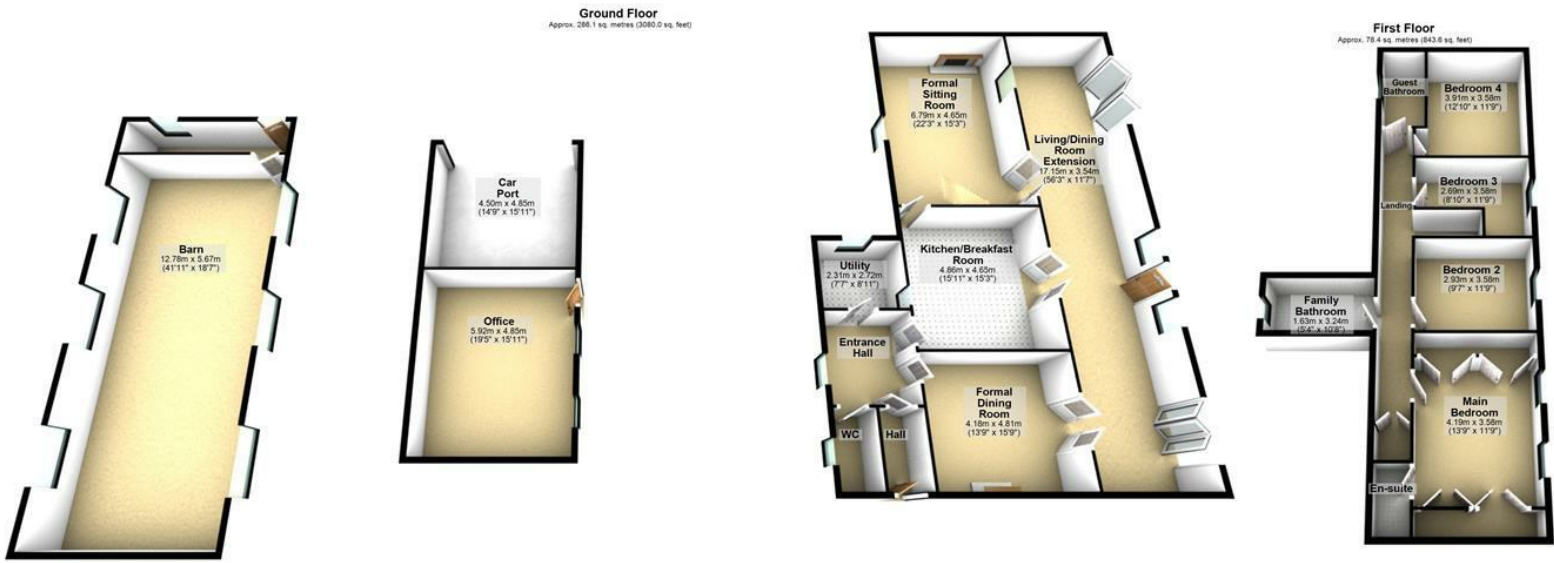 Ground Floor
Approx. 286.1 sq. metres (3080.0 sq. feet)
Barn
12.78m x 5.67m
(41'11" x 18'7")
Car
Port
4.50m x 4.85m
(14'9" x 15'11")
Office
5.92m x 4.85m
(19'5" x 15'11")
Formal
Sitting
Room
6.79m x 4.65m
(22'3" x 15'3")
Living/Dining
Room
Extension
17.15m x 3.54m
(56'3" x 11'7")
Kitchen/Breakfast
Room
4.86m x 4.65m
(15'11" x 15'3")
Utility
2.31m x 2.72m
(7'7" x 8'11")
Entrance
Hall
Formal
Dining
Room
4.18m x 4.81m
(13'9" x 15'9")
WC
Hall
First Floor
Approx. 78.4 sq. metres (843.6 sq. feet)
Guest
Bathroom
Bedroom 4
3.91m x 3.58m
(12'10" x 11'9")
Bedroom 3
2.69m x 3.58m
(8'10" x 11'9")
Landing
Bedroom 2
2.93m x 3.58m
(9'7" x 11'9")
Family
Bathroom
1.63m x 3.24m
(5'4" x 10'8")
Main
Bedroom
4.19m x 3.58m
(13'9" x 11'9")
En-suite